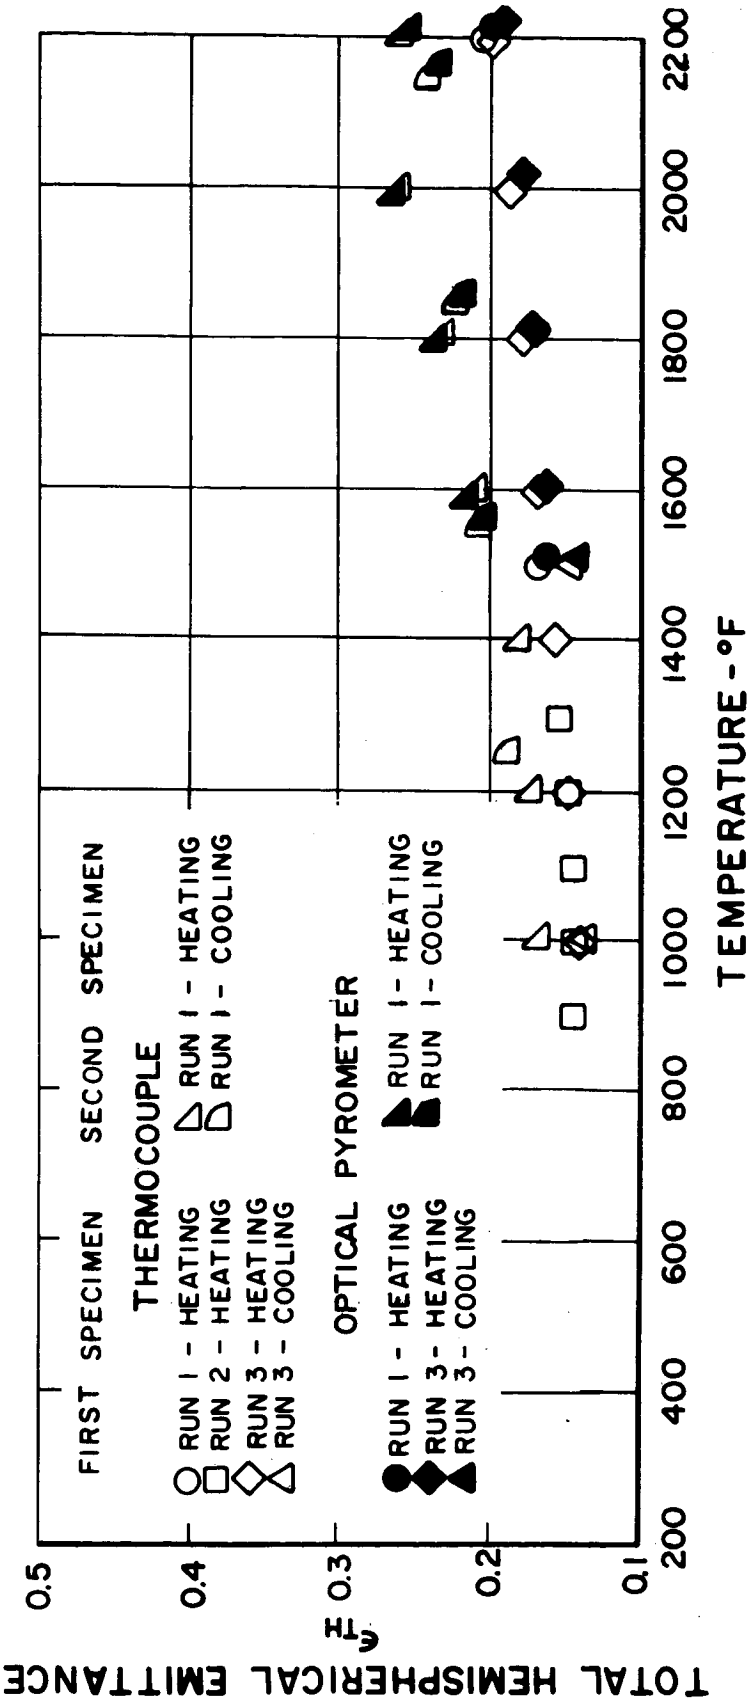 0.5
0.4
0.3
0.2
0.1
TOTAL HEMISPHERICAL EMITTANCE
ϵTH
FIRST SPECIMEN SECOND SPECIMEN
THERMOCOUPLE
RUN 1 - HEATING RUN 1 - HEATING
RUN 2 - HEATING RUN 1 - COOLING
RUN 3 - HEATING
RUN 3 - COOLING
OPTICAL PYROMETER
RUN 1 - HEATING RUN 1 - HEATING
RUN 3 - HEATING RUN 1 - COOLING
RUN 3 - COOLING
200 400 600 800 1000 1200 1400 1600 1800 2000 2200
TEMPERATURE - °F